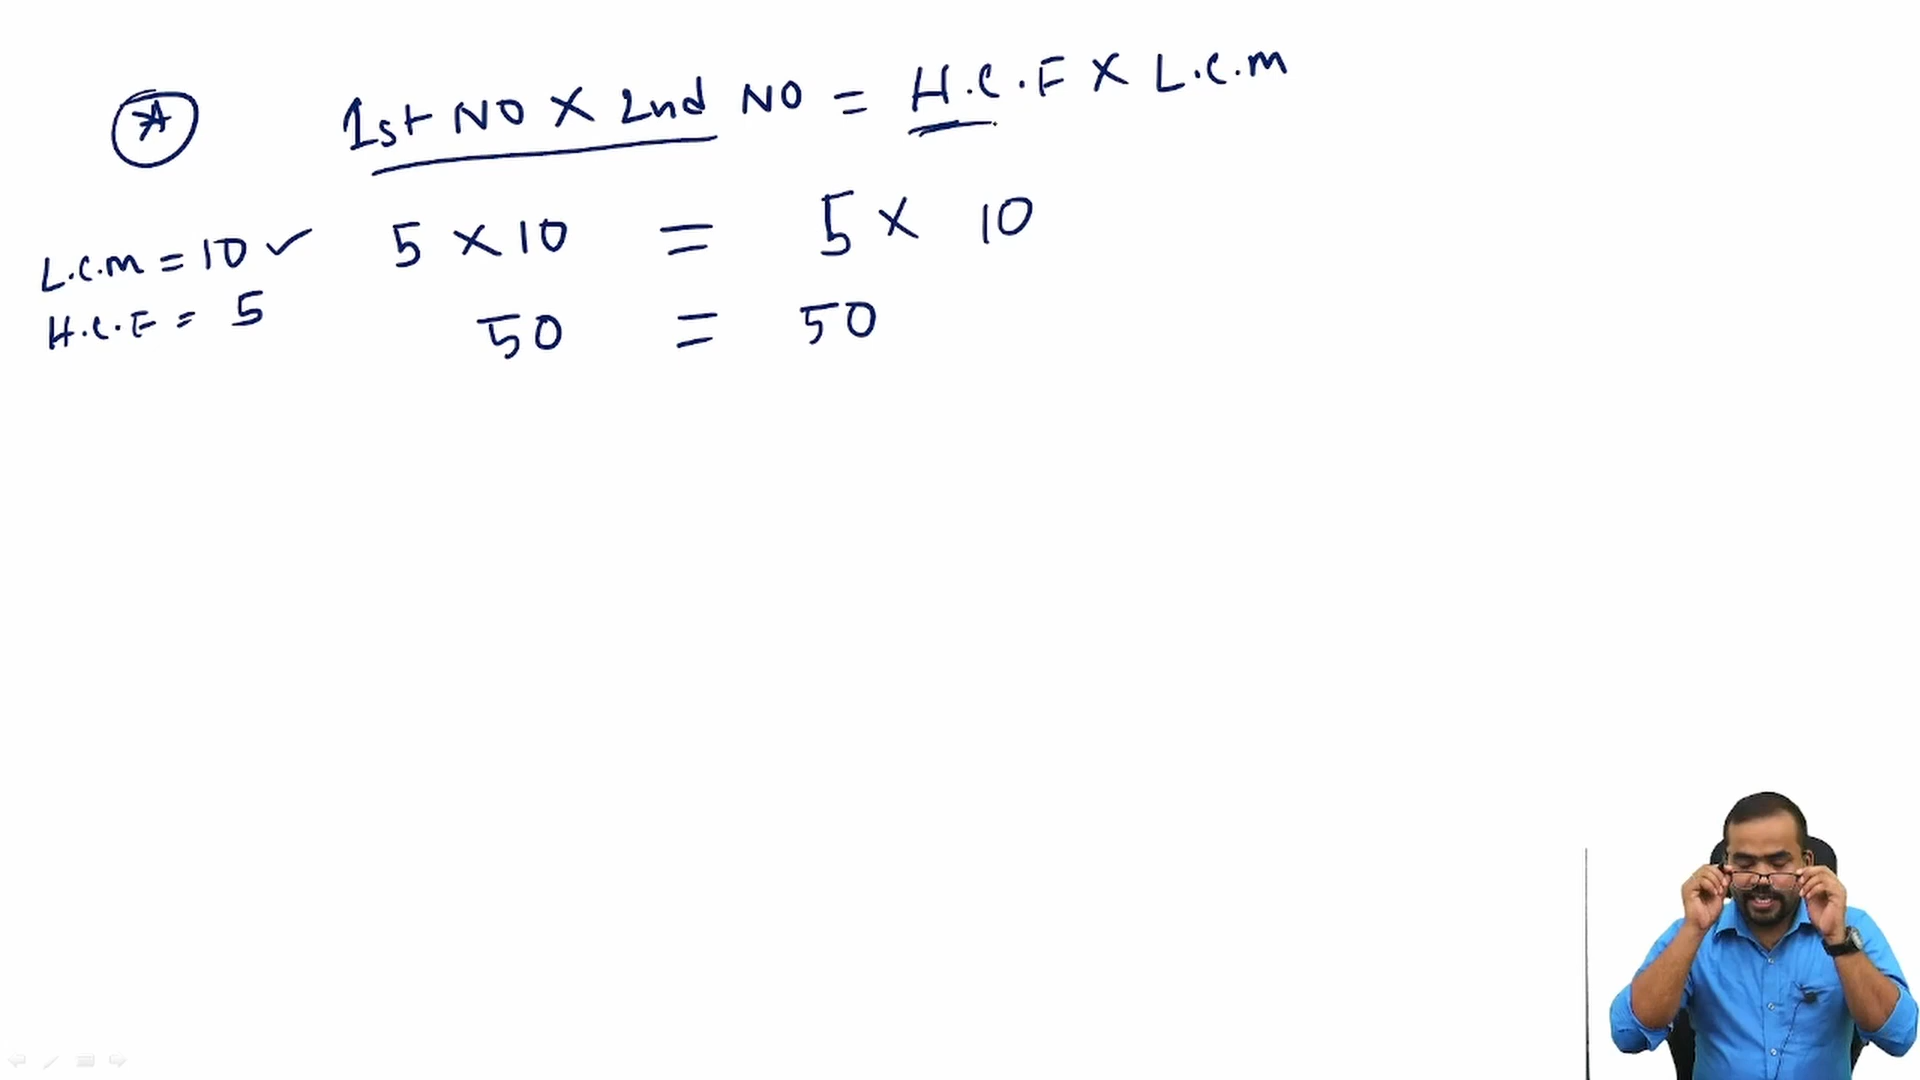 1st NO X 2nd NO = H.C.F X L.C.M
L.C.M = 10 ✓ 5 × 10 = 5 × 10
H.C.F = 5 50 = 50